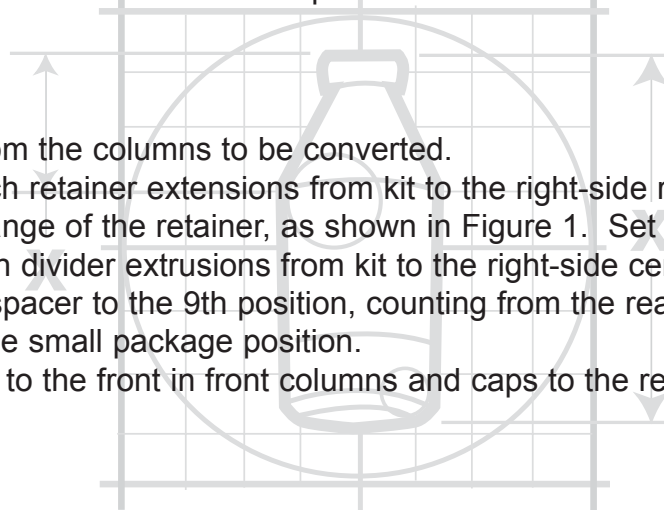 om the columns to be converted.
ch retainer extensions from kit to the right-side r
ange of the retainer, as shown in Figure 1.  Set
n divider extrusions from kit to the right-side ce
spacer to the 9th position, counting from the rea
e small package position.
to the front in front columns and caps to the re
X
X